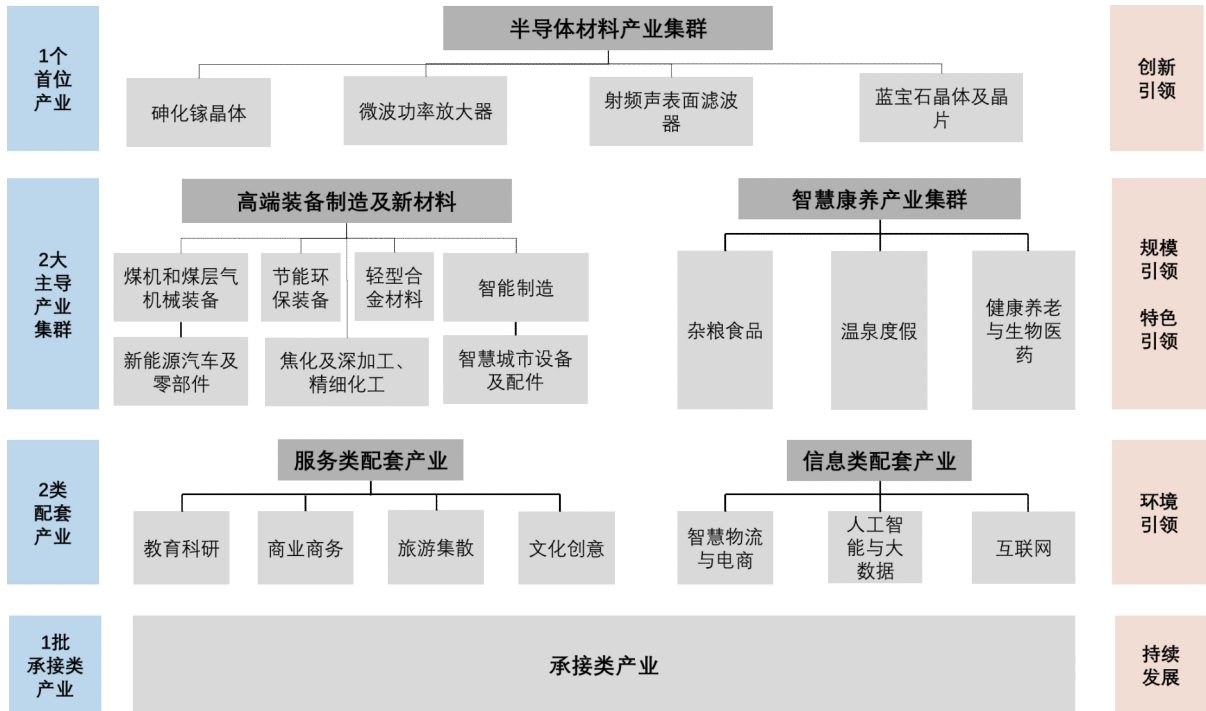 1个
首位
产业
半导体材料产业集群
砷化镓晶体
微波功率放大器
射频声表面滤波
器
蓝宝石晶体及晶
片
创新
引领
2大
主导
产业
集群
高端装备制造及新材料
煤机和煤层气
机械装备
节能环
保装备
轻型合
金材料
智能制造
新能源汽车及
零部件
焦化及深加工、
精细化工
智慧城市设备
及配件
智慧康养产业集群
杂粮食品
温泉度假
健康养老
与生物医
药
规模
引领
特色
引领
2类
配套
产业
服务类配套产业
教育科研
商业商务
旅游集散
文化创意
信息类配套产业
智慧物流
与电商
人工智
能与大
数据
互联网
环境
引领
1批
承接类
产业
承接类产业
持续
发展